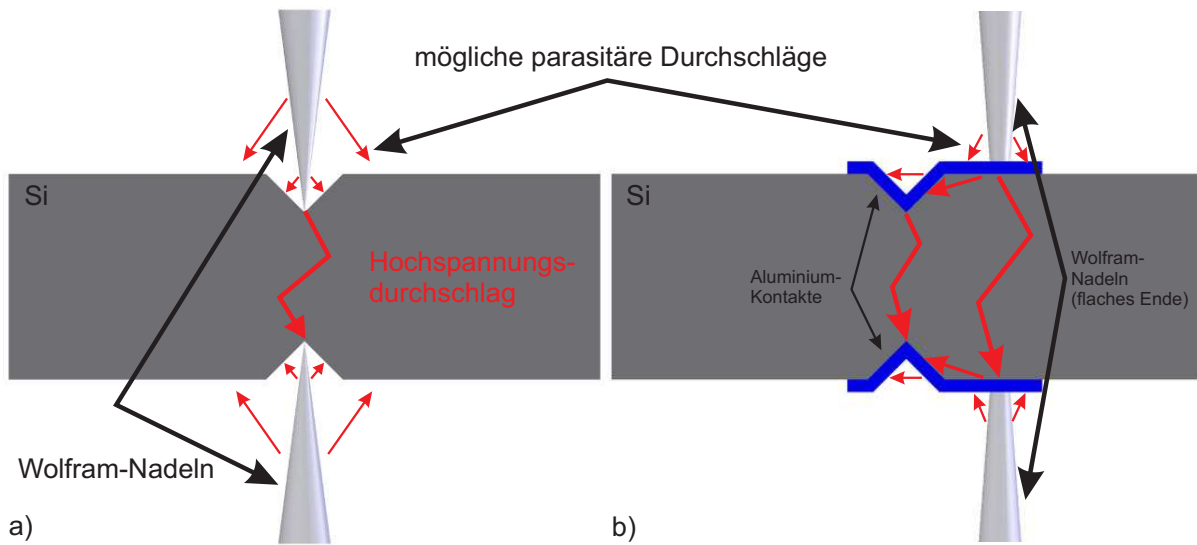 mögliche parasitäre Durchschläge
Si
Hochspannungs-
durchschlag
Wolfram-Nadeln
a)
Si
Aluminium-
Kontakte
Wolfram-
Nadeln
(flaches Ende)
b)